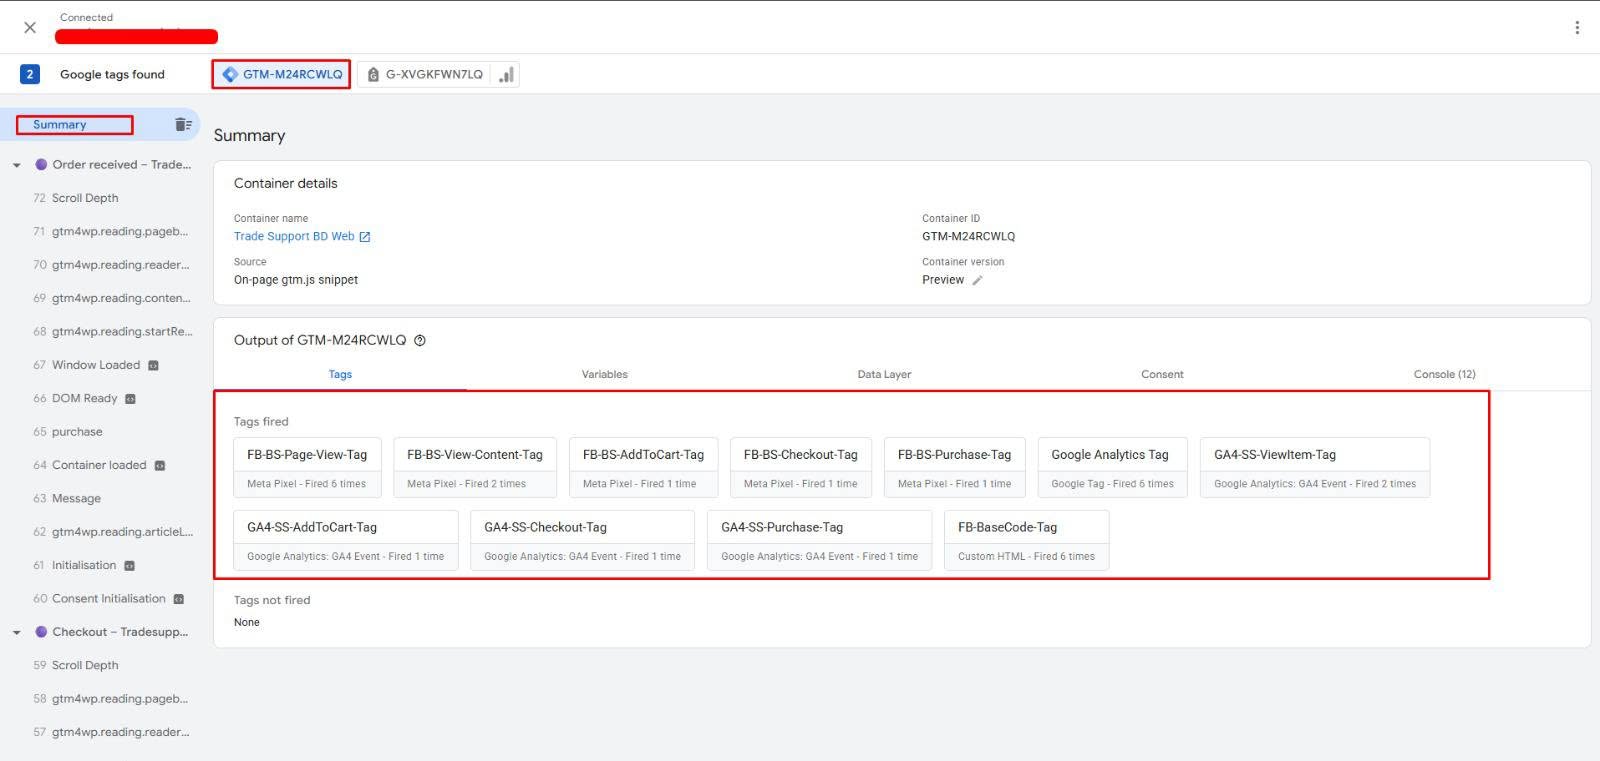 Connected
2 Google tags found GTM-M24RCWLQ G-XVGKFWN7LQ
Summary
Order received – Trade...
72 Scroll Depth
71 gtm4wp.reading.pageb...
70 gtm4wp.reading.reader...
69 gtm4wp.reading.conten...
68 gtm4wp.reading.startRe...
67 Window Loaded
66 DOM Ready
65 purchase
64 Container loaded
63 Message
62 gtm4wp.reading.articleL...
61 Initialisation
60 Consent Initialisation
Checkout – Tradesupp...
59 Scroll Depth
58 gtm4wp.reading.pageb...
57 gtm4wp.reading.reader...
Summary
Container details
Container name
Trade Support BD Web
Container ID
GTM-M24RCWLQ
Source
On-page gtm.js snippet
Container version
Preview
Output of GTM-M24RCWLQ
Tags Variables Data Layer Consent Console (12)
Tags fired
FB-BS-Page-View-Tag
Meta Pixel - Fired 6 times
FB-BS-View-Content-Tag
Meta Pixel - Fired 2 times
FB-BS-AddToCart-Tag
Meta Pixel - Fired 1 time
FB-BS-Checkout-Tag
Meta Pixel - Fired 1 time
FB-BS-Purchase-Tag
Meta Pixel - Fired 1 time
Google Analytics Tag
Google Tag - Fired 6 times
GA4-SS-ViewItem-Tag
Google Analytics: GA4 Event - Fired 2 times
GA4-SS-AddToCart-Tag
Google Analytics: GA4 Event - Fired 1 time
GA4-SS-Checkout-Tag
Google Analytics: GA4 Event - Fired 1 time
GA4-SS-Purchase-Tag
Google Analytics: GA4 Event - Fired 1 time
FB-BaseCode-Tag
Custom HTML - Fired 6 times
Tags not fired
None